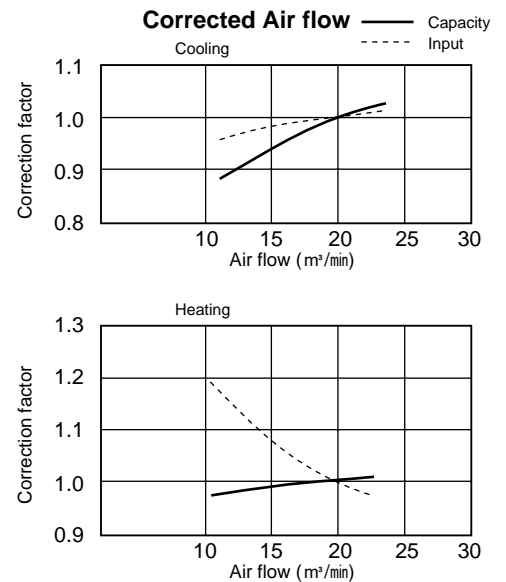 Corrected Air flow
Capacity
Input
Cooling
Correction factor
1.1
1.0
0.9
0.8
10 15 20 25 30
Air flow (m³/min)
Heating
Correction factor
1.3
1.2
1.1
1.0
0.9
10 15 20 25 30
Air flow (m³/min)